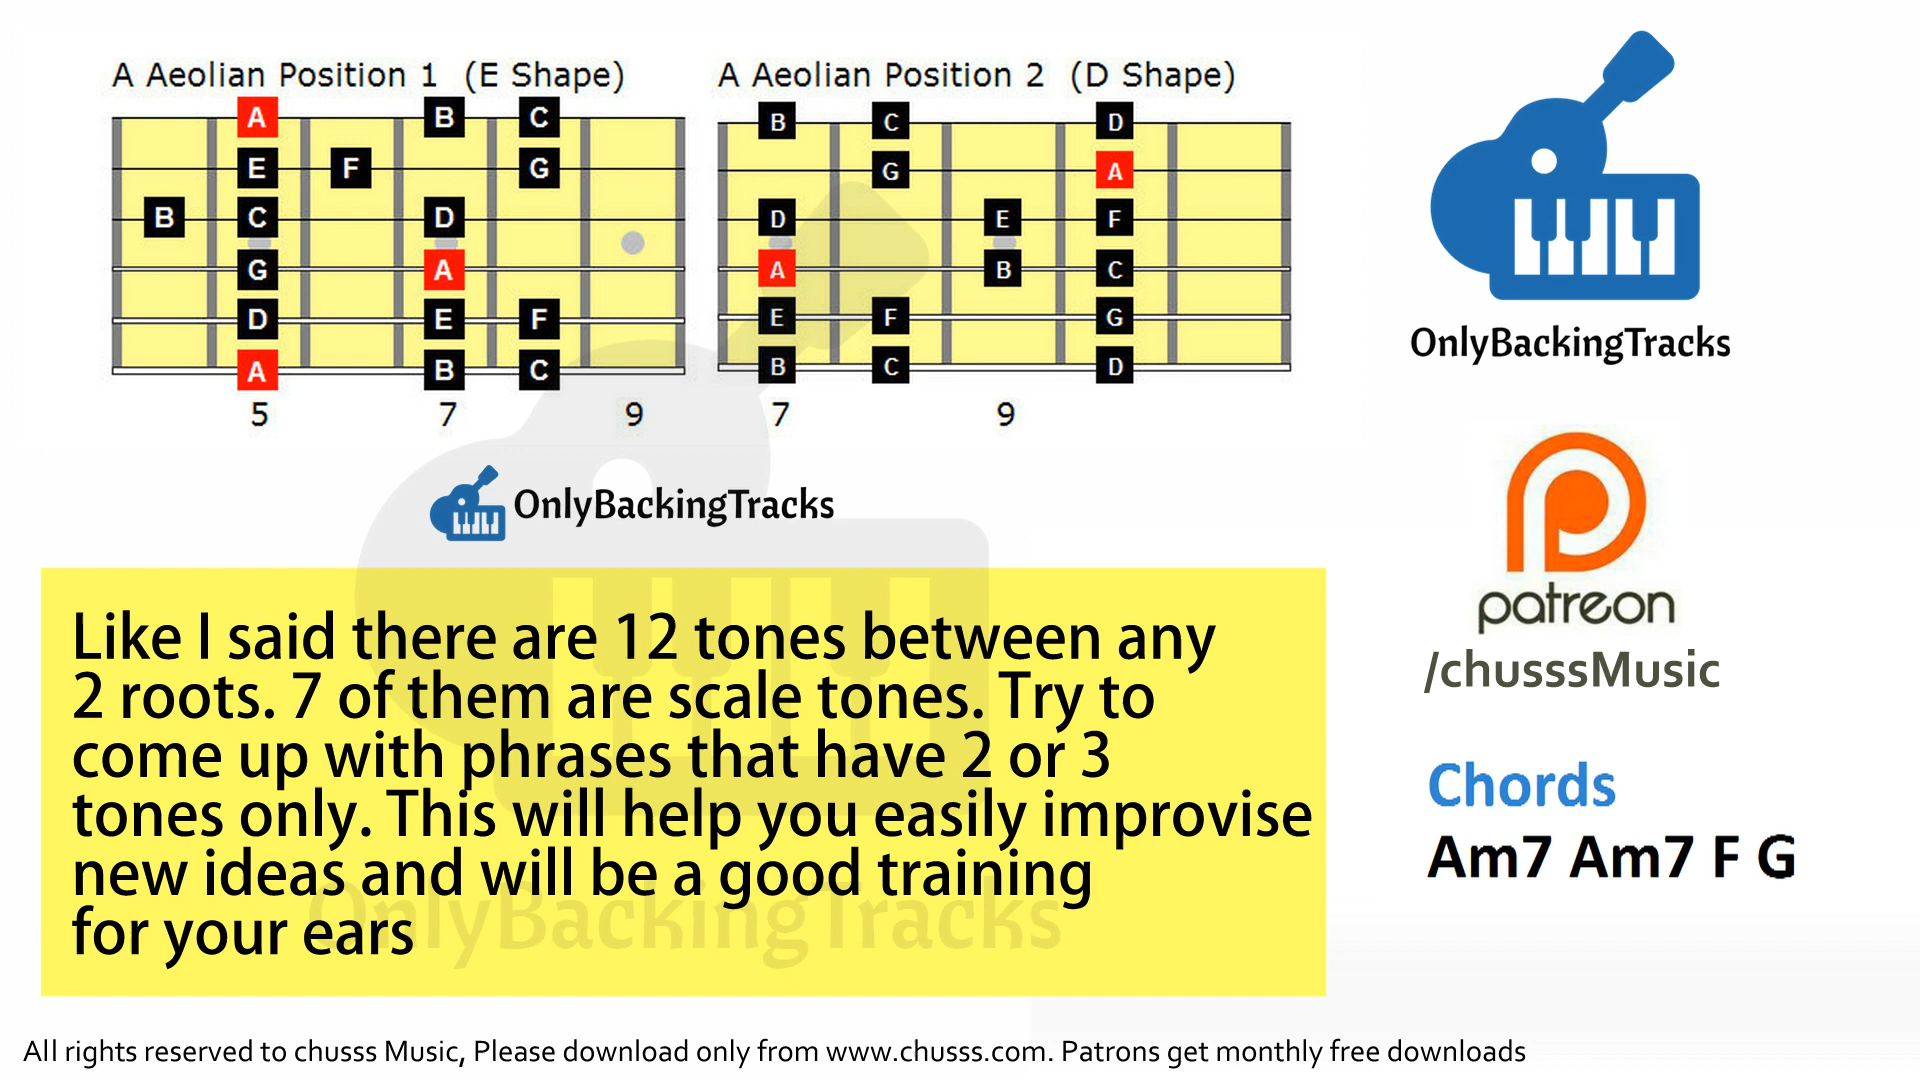 A Aeolian Position 1 (E Shape)
A B C
E F G
B C D
G A
D E F
A B C
5 7 9
A Aeolian Position 2 (D Shape)
B C D
G A
D E F
A B C
E F G
B C D
7 9
OnlyBackingTracks
OnlyBackingTracks
patreon
/chusssMusic
Chords
Am7 Am7 F G
Like I said there are 12 tones between any
2 roots. 7 of them are scale tones. Try to
come up with phrases that have 2 or 3
tones only. This will help you easily improvise
new ideas and will be a good training
for your ears
OnlyBackingTracks
All rights reserved to chusss Music, Please download only from www.chusss.com. Patrons get monthly free downloads